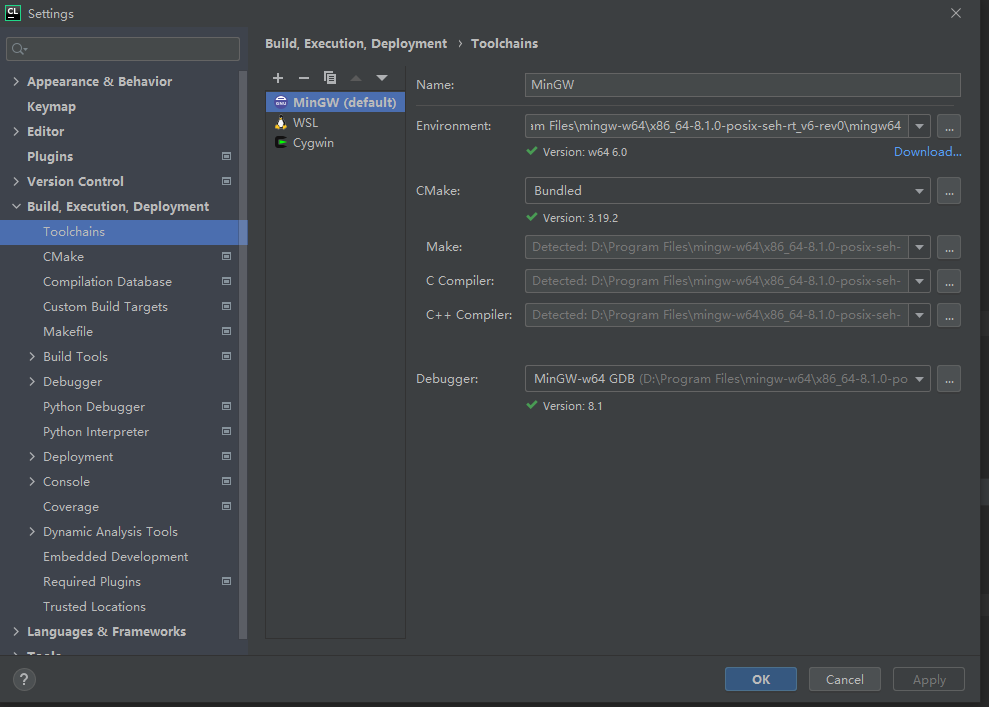 CL
Settings
Appearance & Behavior
Keymap
Editor
Plugins
Version Control
Build, Execution, Deployment
Toolchains
CMake
Compilation Database
Custom Build Targets
Makefile
Build Tools
Debugger
Python Debugger
Python Interpreter
Deployment
Console
Coverage
Dynamic Analysis Tools
Embedded Development
Required Plugins
Trusted Locations
Languages & Frameworks
Tools
Build, Execution, Deployment › Toolchains
MinGW (default)
WSL
Cygwin
Name: MinGW
Environment: am Files\mingw-w64\x86_64-8.1.0-posix-seh-rt_v6-rev0\mingw64 ...
Version: w64 6.0 Download...
CMake: Bundled ...
Version: 3.19.2
Make: Detected: D:\Program Files\mingw-w64\x86_64-8.1.0-posix-seh- ...
C Compiler: Detected: D:\Program Files\mingw-w64\x86_64-8.1.0-posix-seh- ...
C++ Compiler: Detected: D:\Program Files\mingw-w64\x86_64-8.1.0-posix-seh- ...
Debugger: MinGW-w64 GDB (D:\Program Files\mingw-w64\x86_64-8.1.0-po ...
Version: 8.1
? OK Cancel Apply